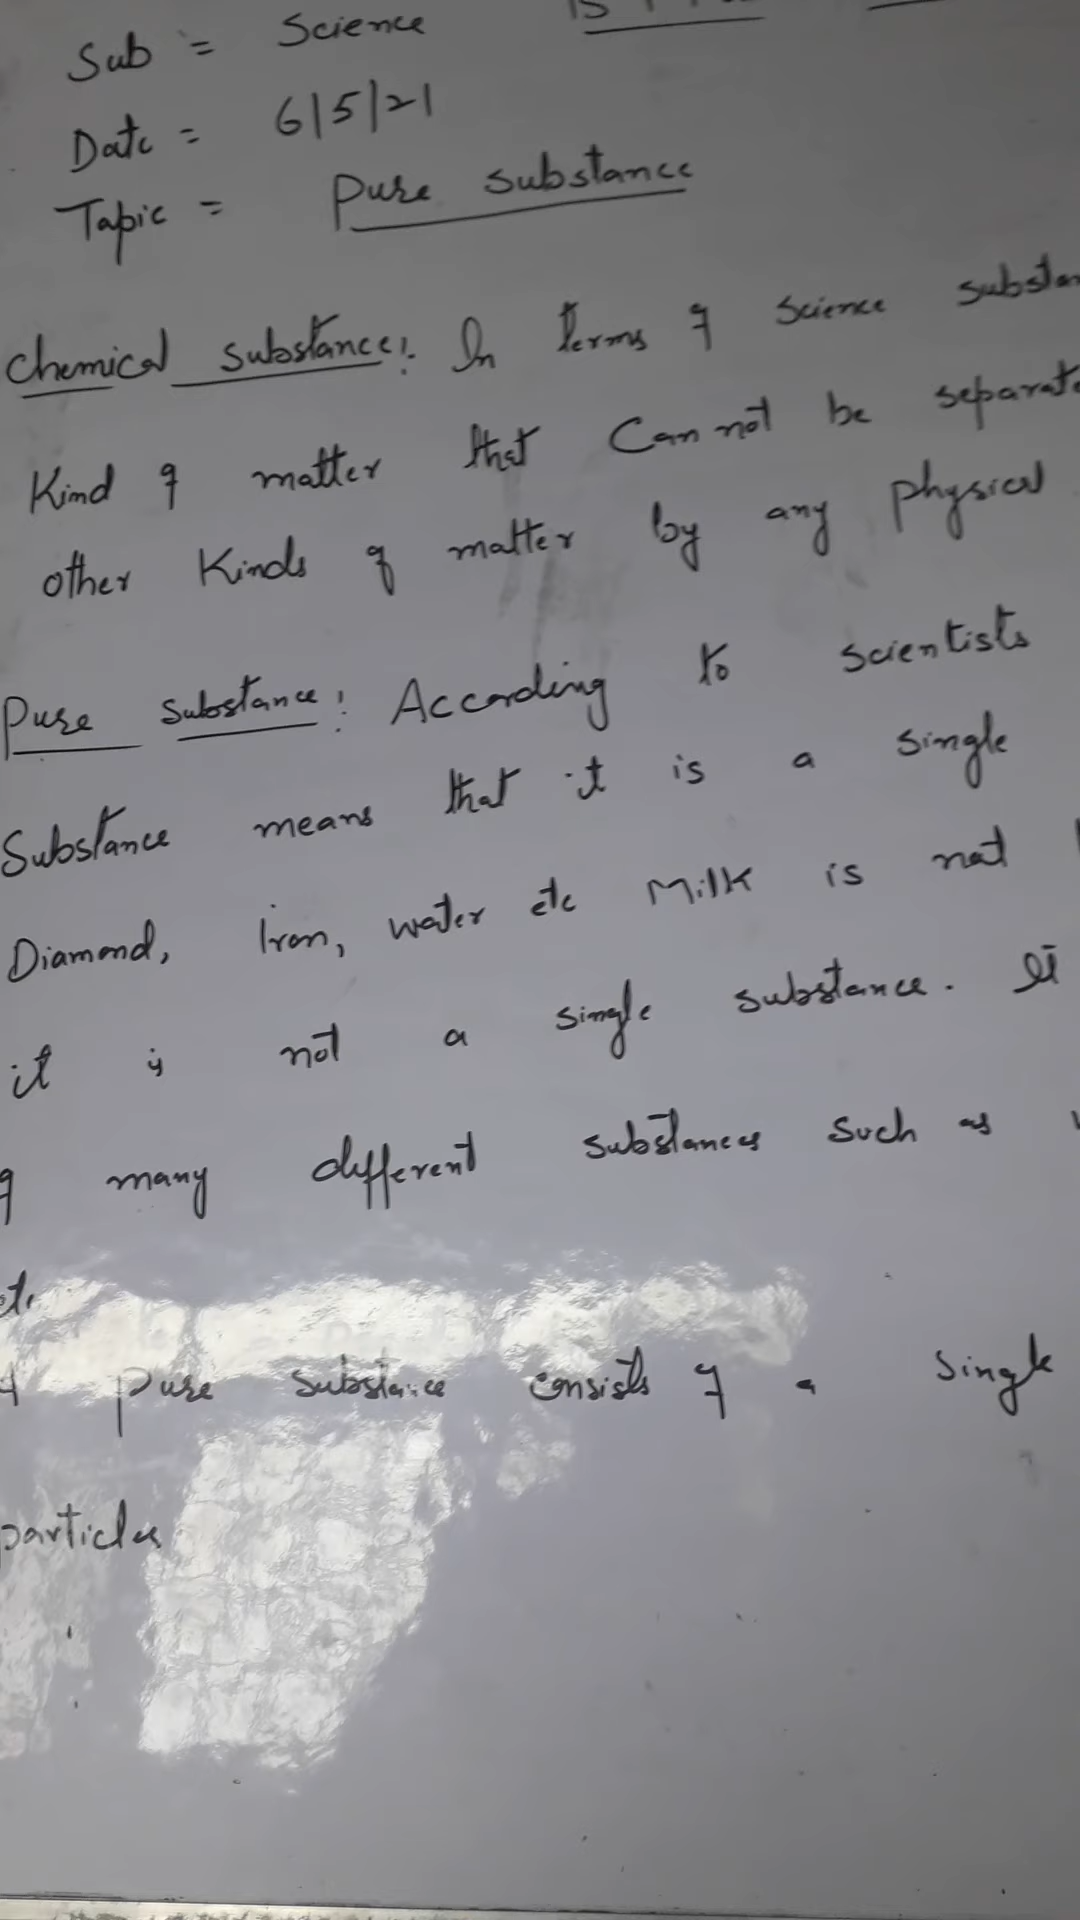 Sub = Science
Date = 6/5/21
Tapic = Pure substance
Chemical substance:. In terms of science
Kind of matter that Can not be
other Kinds of matter by any physical
Pure substance: According to scientists
Substance means that it is a single
Diamond, Iron, water etc Milk is not
it is not a single substance. It
of many different substances such as
pure substance consists of a single
particles